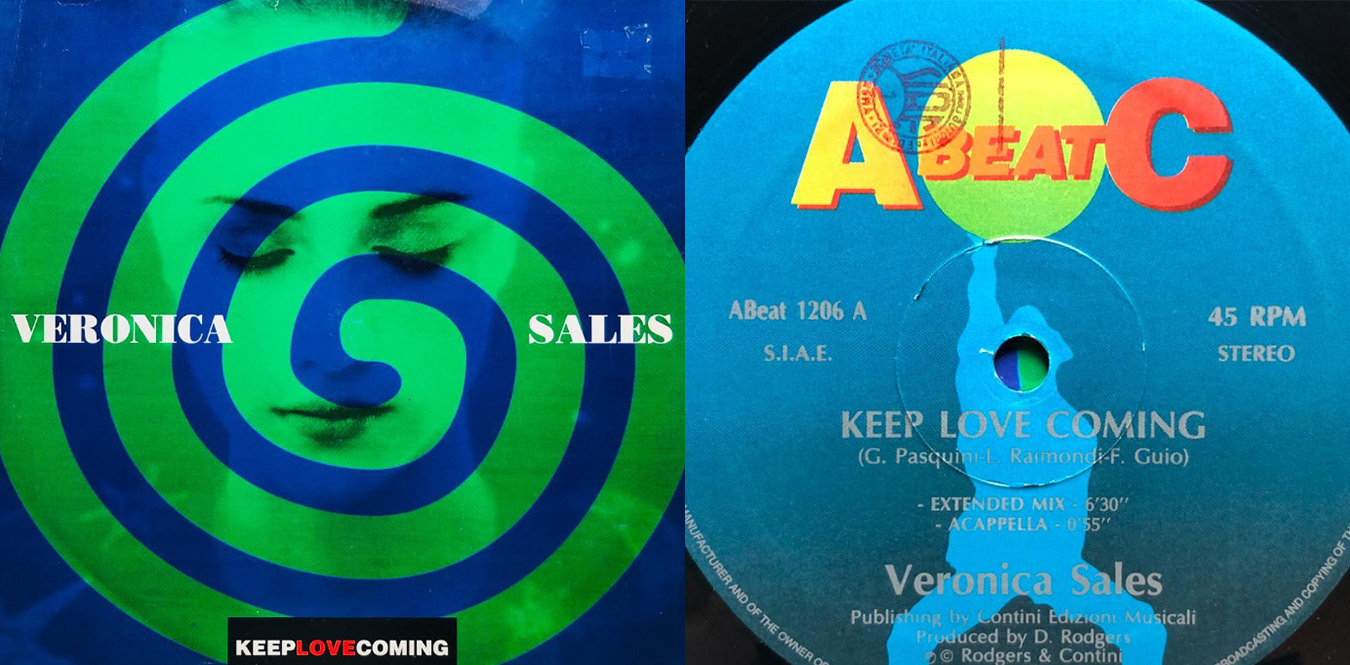 VERONICA SALES
KEEPLOVECOMING
A BEAT C
ABeat 1206 A
S.I.A.E.
45 RPM
STEREO
KEEP LOVE COMING
(G. Pasquini-L. Raimondi-F. Guio)
- EXTENDED MIX - 6'30''
- ACAPPELLA - 0'55''
Veronica Sales
Publishing by Contini Edizioni Musicali
Produced by D. Rodgers
℗ © Rodgers & Contini
MANUFACTURER AND OF THE OWNER OF
BROADCASTING AND COPYING OF